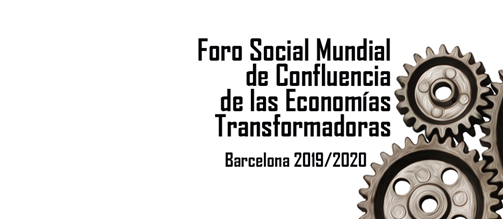 Foro Social Mundial
de Confluencia
de las Economías
Transformadoras
Barcelona 2019/2020